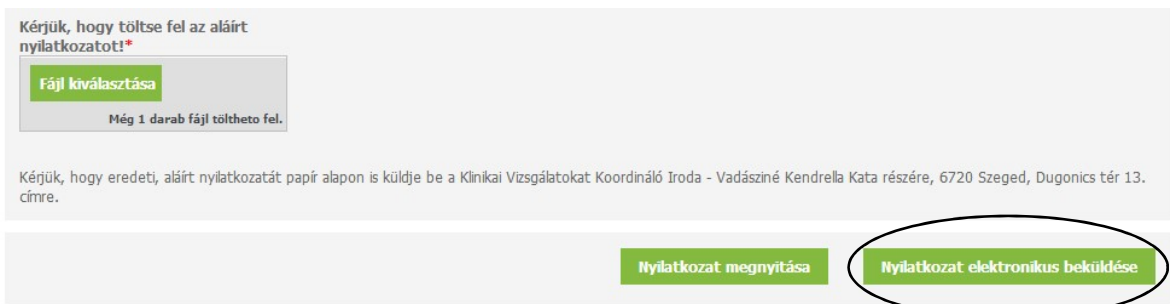 Kérjük, hogy töltse fel az aláírt
nyilatkozatot!*
Fájl kiválasztása
Még 1 darab fájl töltheto fel.
Kérjük, hogy eredeti, aláírt nyilatkozatát papír alapon is küldje be a Klinikai Vizsgálatokat Koordináló Iroda - Vadásziné Kendrella Kata részére, 6720 Szeged, Dugonics tér 13.
címre.
Nyilatkozat megnyitása
Nyilatkozat elektronikus beküldése